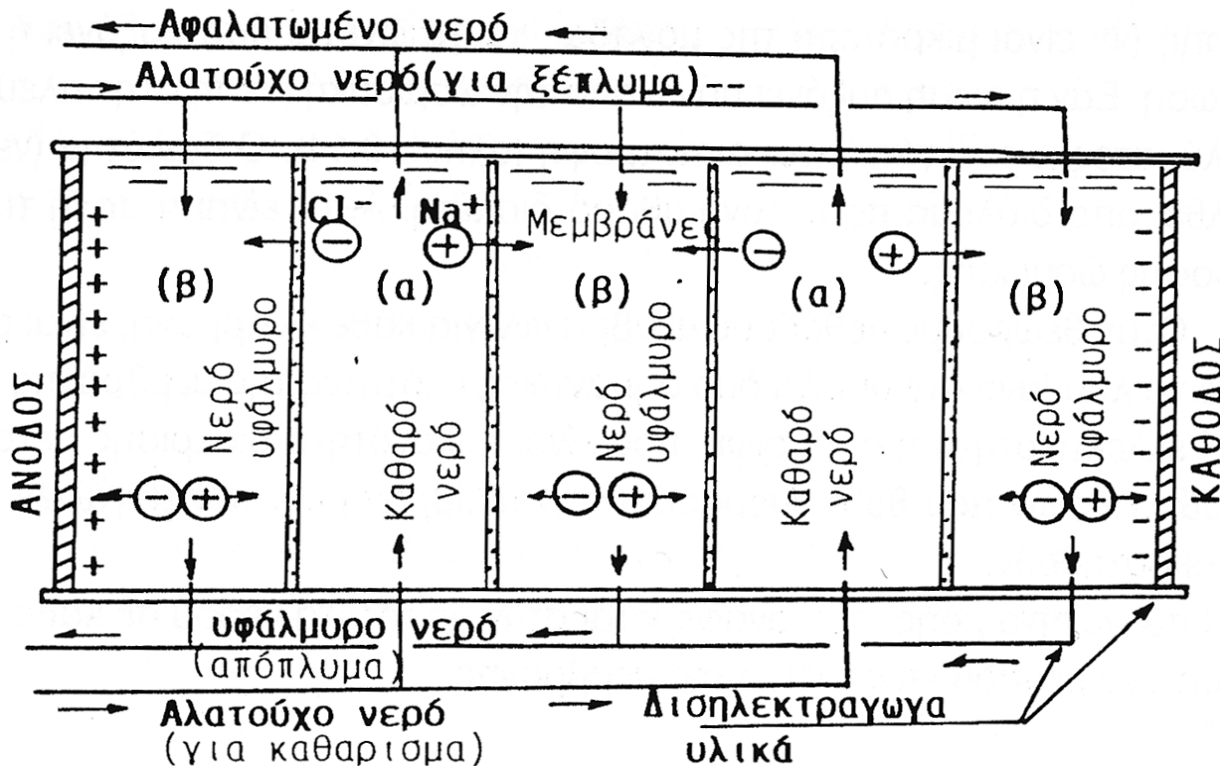 Αφαλατωμένο νερό
Αλατούχο νερό(για ξέπλυμα)--
Cl⁻ Na⁺
Μεμβράνες
(β) (α) (β) (α) (β)
ΑΝΟΔΟΣ
Νερό
υφάλμυρο
Καθαρό
νερό
Νερό
υφάλμυρο
Καθαρό
νερό
Νερό
υφάλμυρο
ΚΑΘΟΔΟΣ
υφάλμυρο νερό
(απόπλυμα)
Αλατούχο νερό
(για καθαρισμα)
Δισηλεκτραγωγα
υλικά